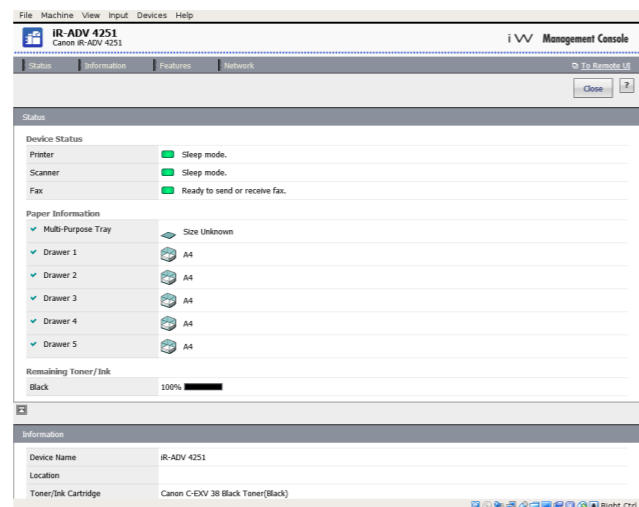 File Machine View Input Devices Help
iR-ADV 4251
Canon iR-ADV 4251
iW Management Console
Status Information Features Network
To Remote UI
Close ?
Status
Device Status
Printer Sleep mode.
Scanner Sleep mode.
Fax Ready to send or receive fax.
Paper Information
Multi-Purpose Tray Size Unknown
Drawer 1 A4
Drawer 2 A4
Drawer 3 A4
Drawer 4 A4
Drawer 5 A4
Remaining Toner/Ink
Black 100%
Information
Device Name iR-ADV 4251
Location
Toner/Ink Cartridge Canon C-EXV 38 Black Toner(Black)
Right Ctrl